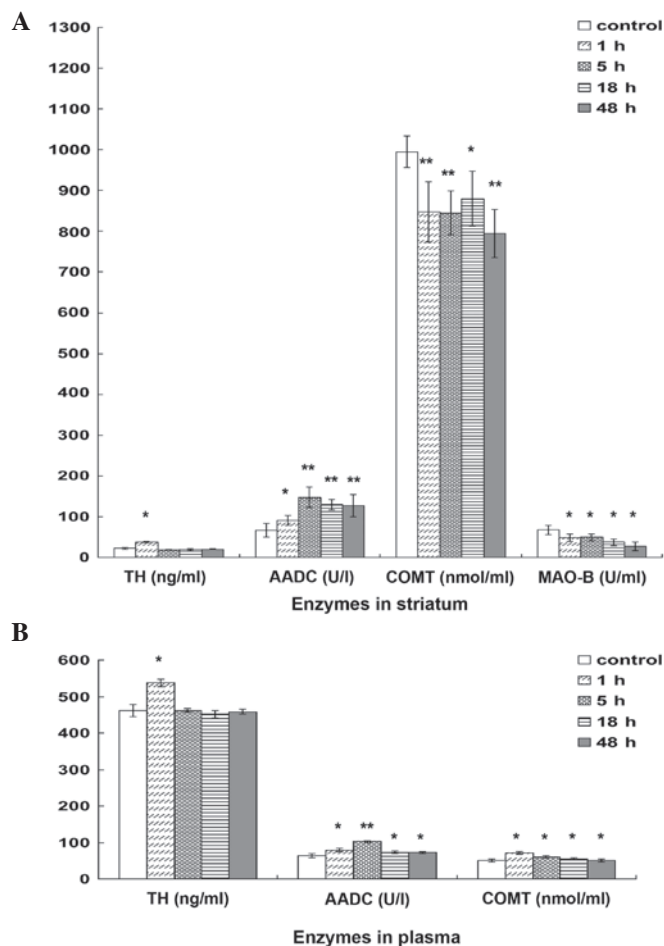 A
control
1 h
5 h
18 h
48 h
1300
1200
1100
1000
900
800
700
600
500
400
300
200
100
0
* * ** ** ** ** ** * ** * * * *
TH (ng/ml) AADC (U/l) COMT (nmol/ml) MAO-B (U/ml)
Enzymes in striatum
B
control
1 h
5 h
18 h
48 h
600
500
400
300
200
100
0
* * ** * * * * * *
TH (ng/ml) AADC (U/l) COMT (nmol/ml)
Enzymes in plasma